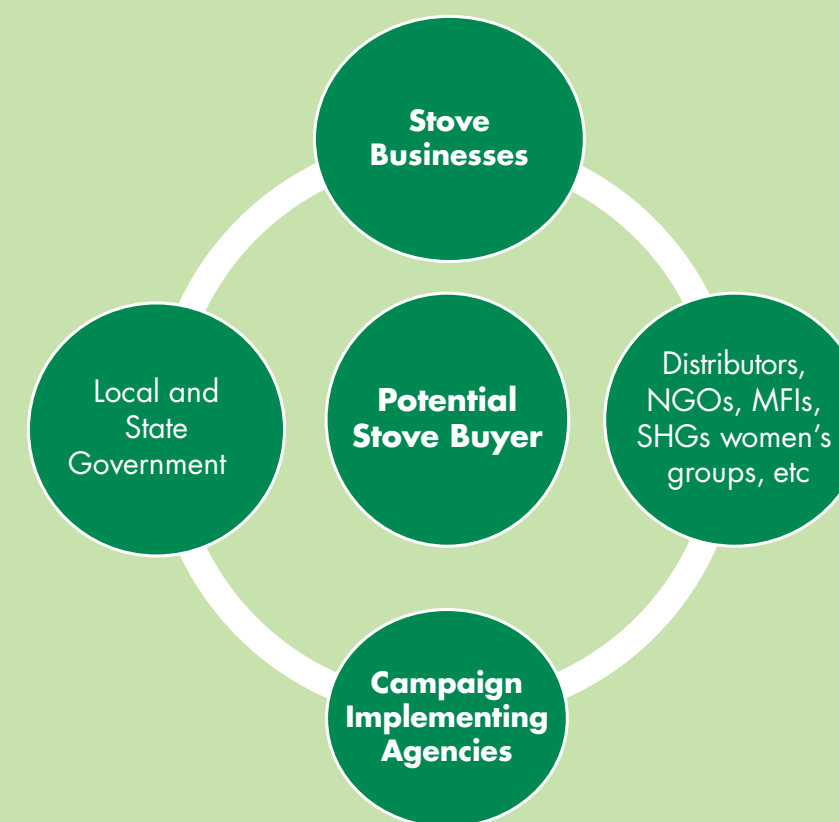 Stove
Businesses
Local and
State
Government
Potential
Stove Buyer
Distributors,
NGOs, MFIs,
SHGs women’s
groups, etc
Campaign
Implementing
Agencies